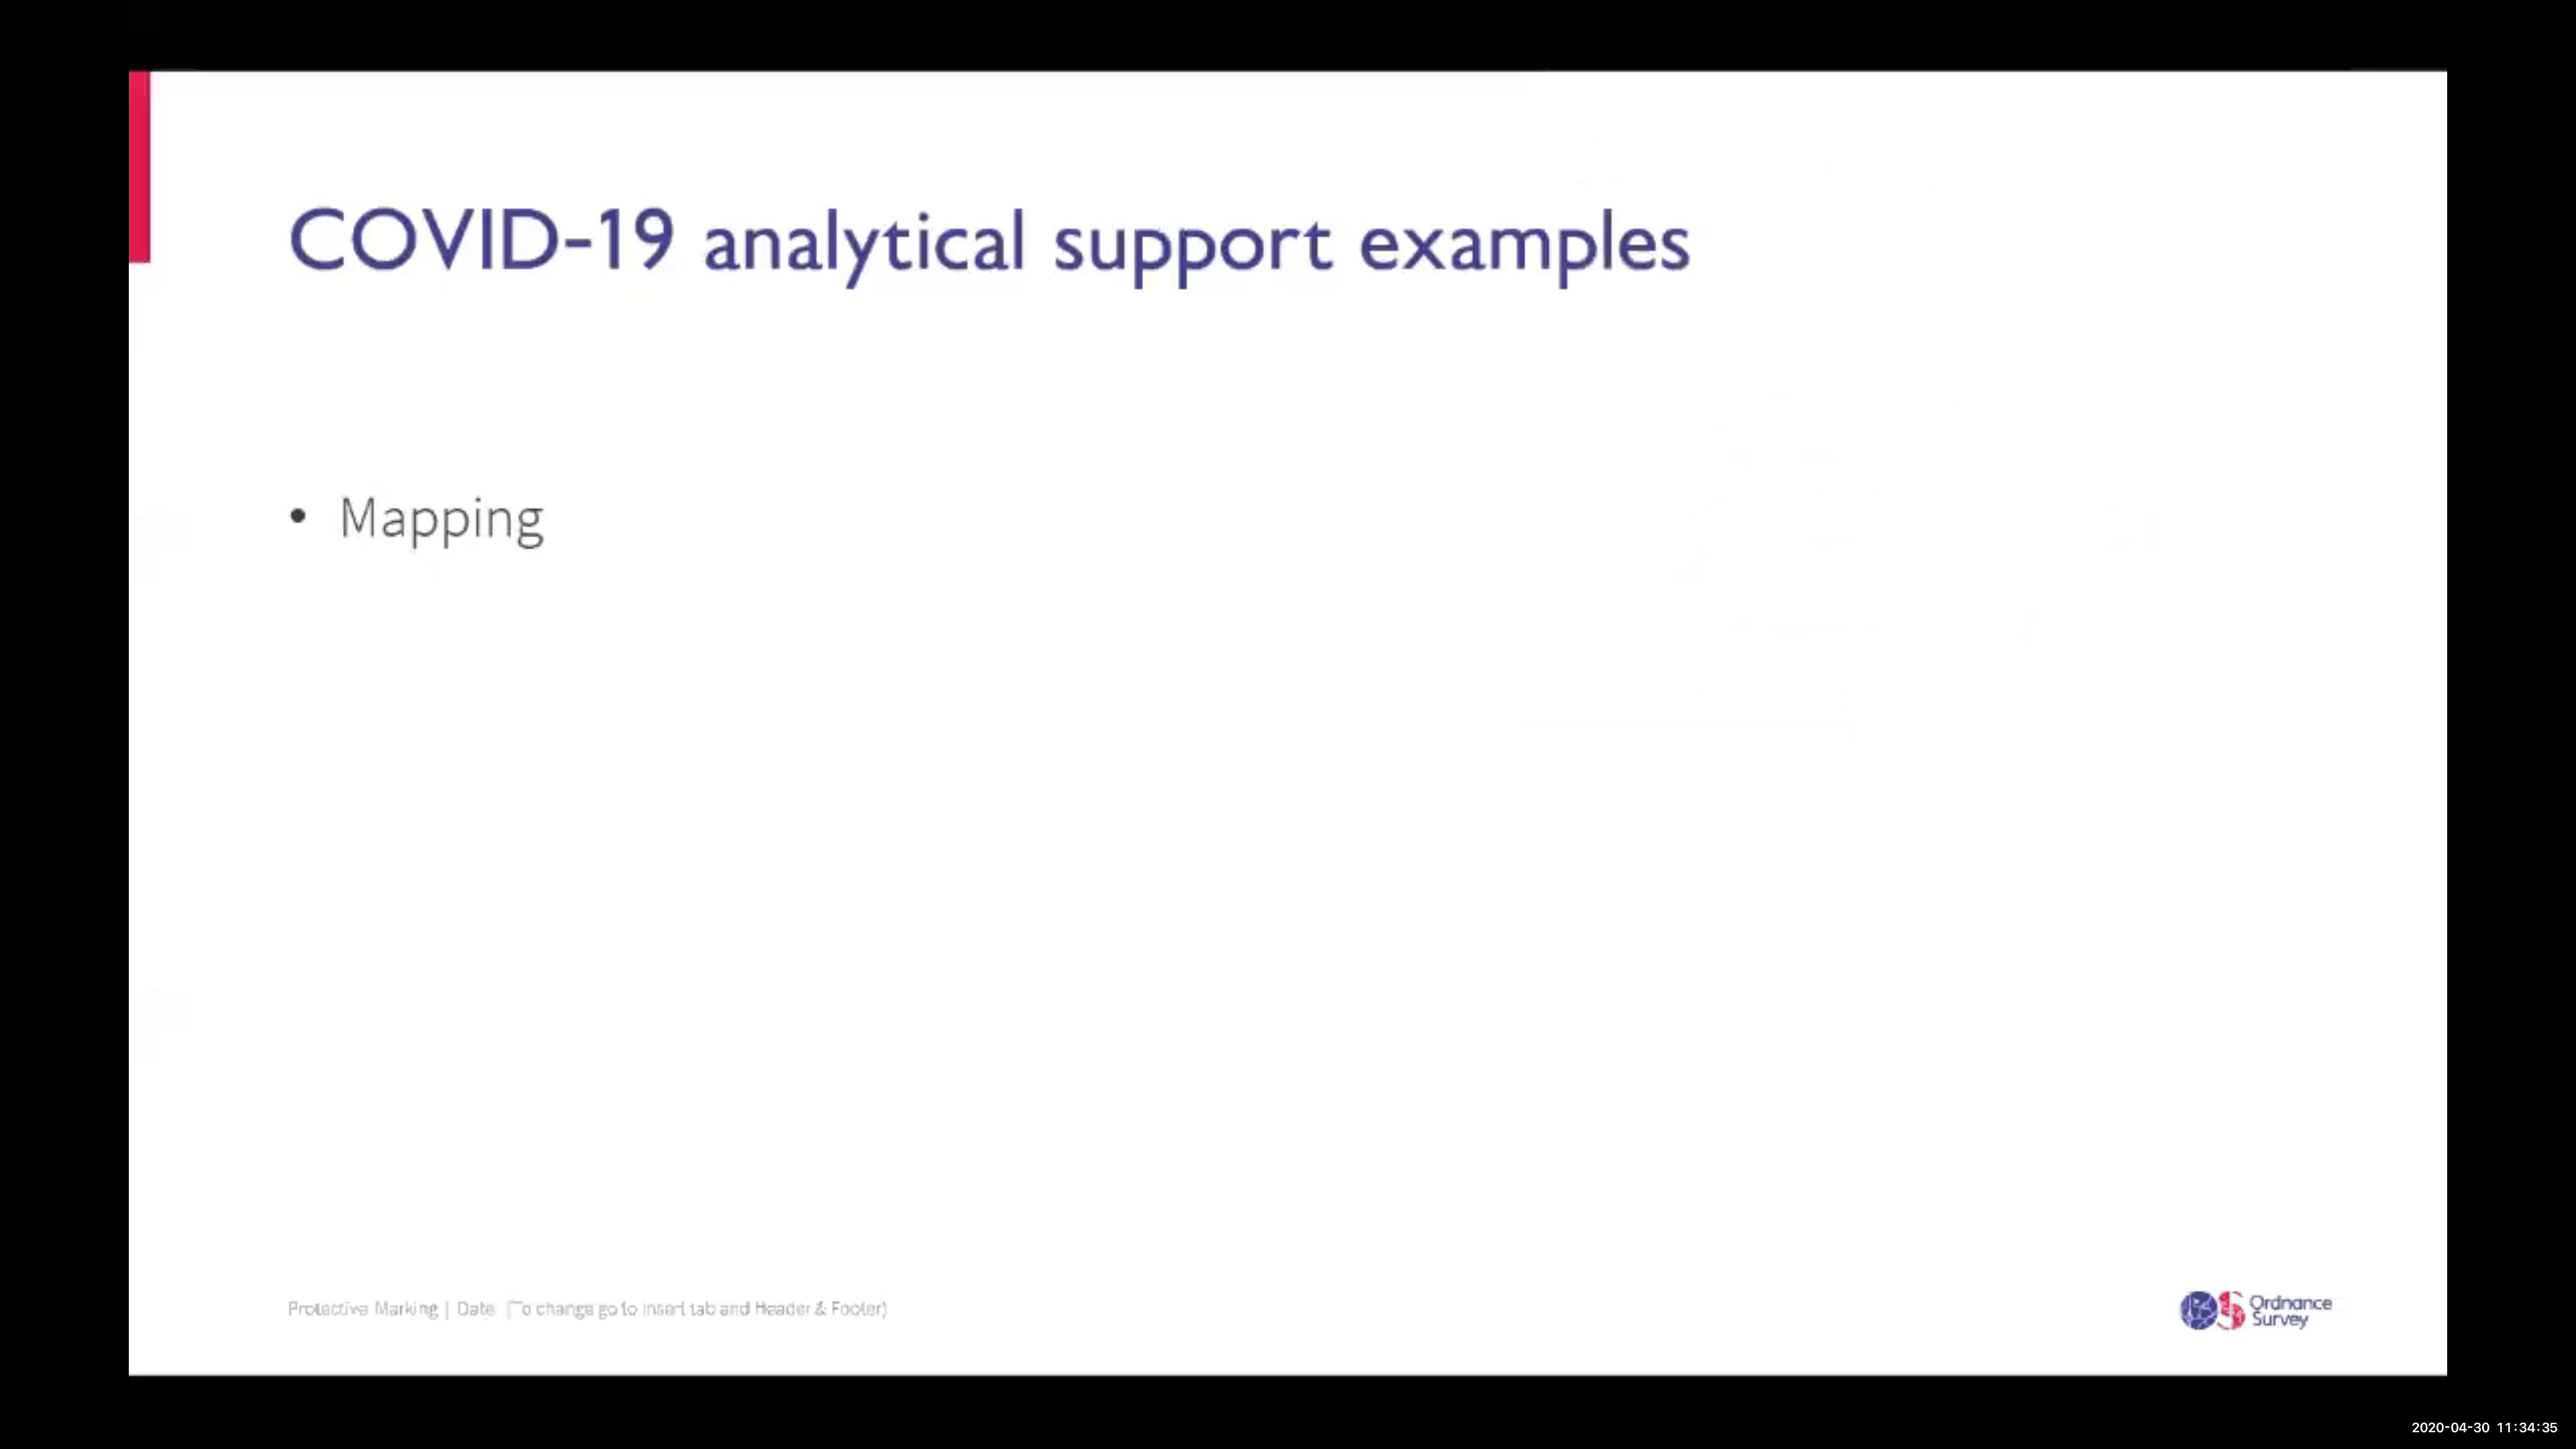 COVID-19 analytical support examples
• Mapping
Protective Marking | Date (To change go to Insert tab and Header & Footer)
Ordnance
Survey
2020-04-30 11:34:35